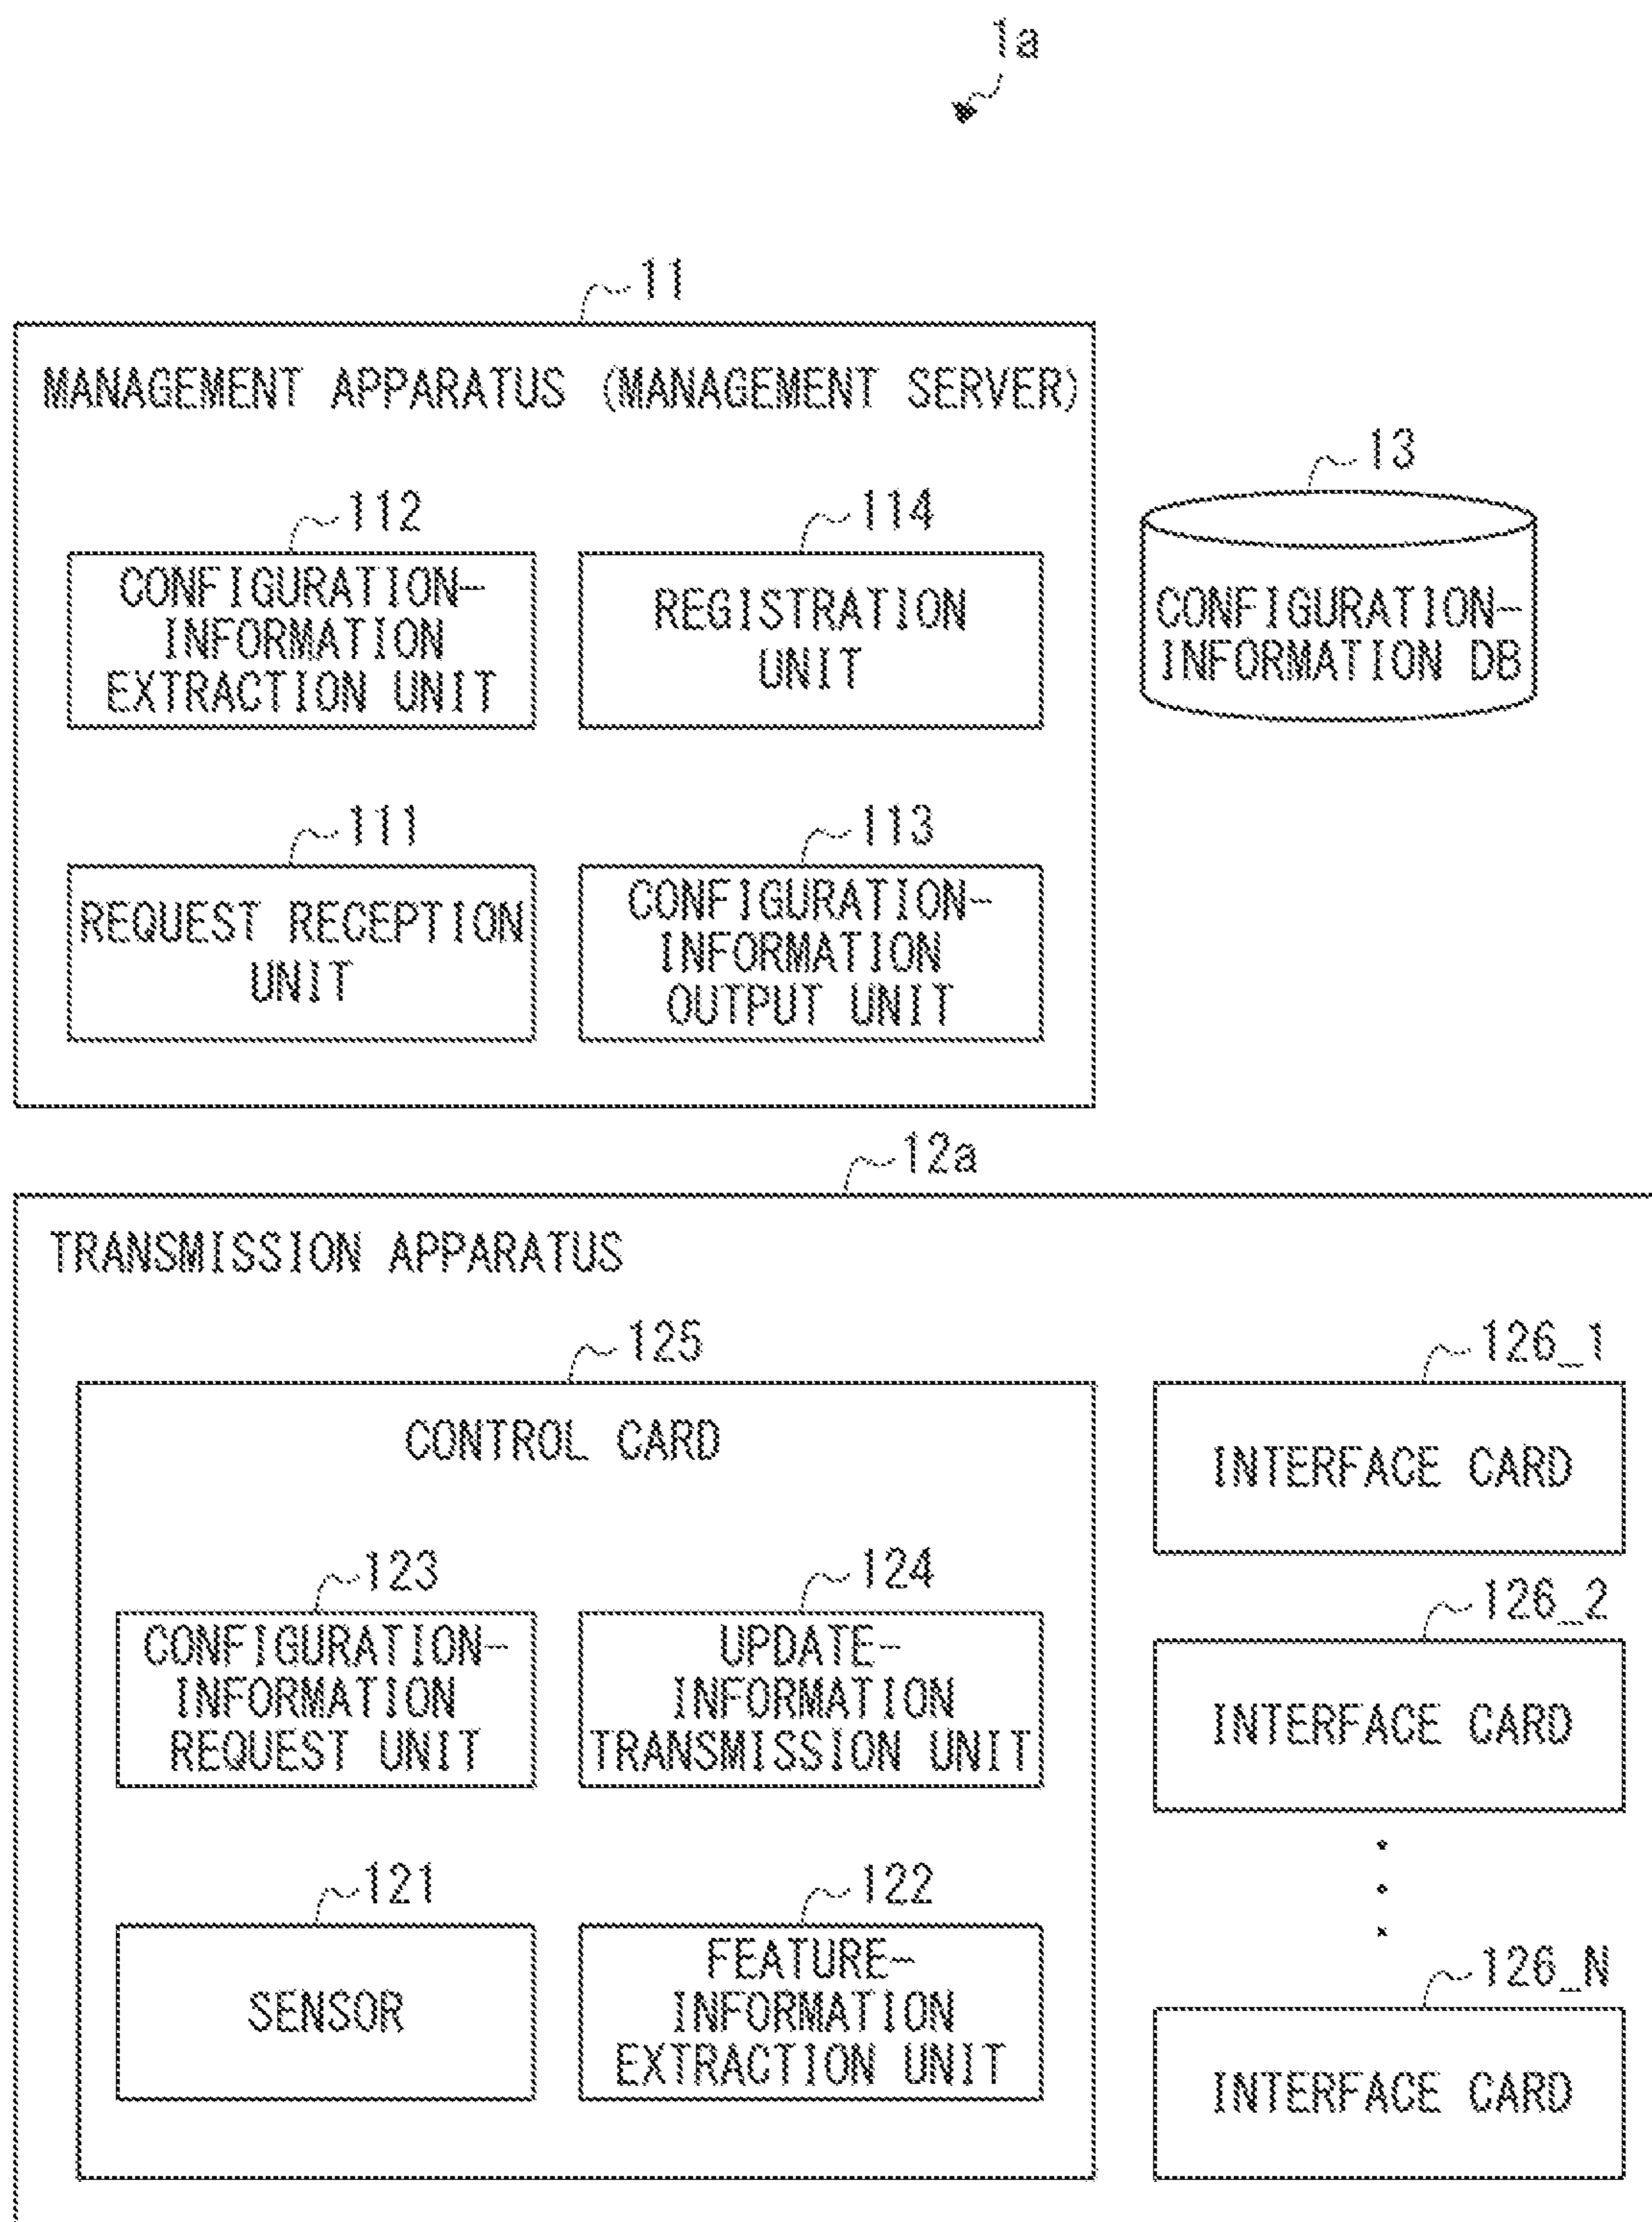 1a
11
MANAGEMENT APPARATUS (MANAGEMENT SERVER)
112
CONFIGURATION-
INFORMATION
EXTRACTION UNIT
114
REGISTRATION
UNIT
13
CONFIGURATION-
INFORMATION DB
111
REQUEST RECEPTION
UNIT
113
CONFIGURATION-
INFORMATION
OUTPUT UNIT
12a
TRANSMISSION APPARATUS
125
CONTROL CARD
123
CONFIGURATION-
INFORMATION
REQUEST UNIT
124
UPDATE-
INFORMATION
TRANSMISSION UNIT
121
SENSOR
122
FEATURE-
INFORMATION
EXTRACTION UNIT
126_1
INTERFACE CARD
126_2
INTERFACE CARD
126_N
INTERFACE CARD